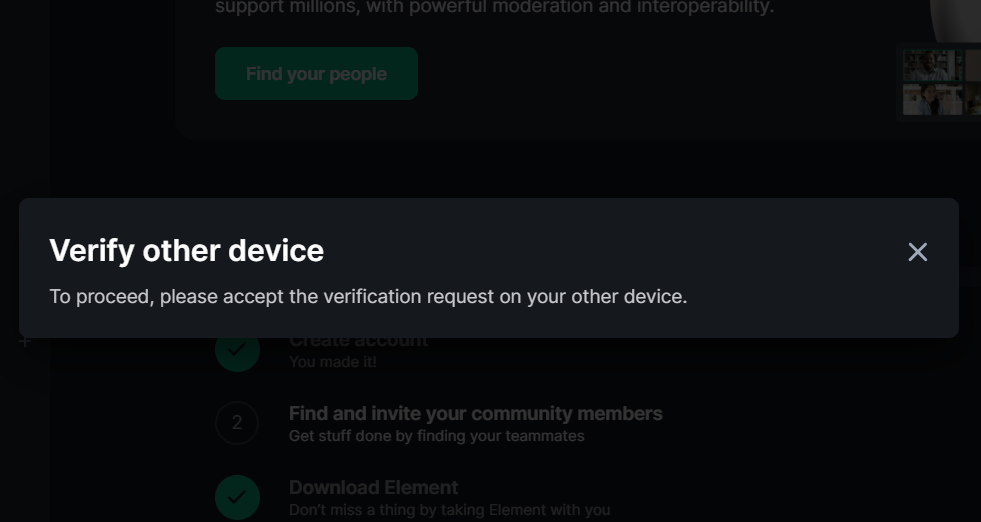 support millions, with powerful moderation and interoperability.
Find your people
Verify other device
To proceed, please accept the verification request on your other device.
Create account
You made it!
2
Find and invite your community members
Get stuff done by finding your teammates
Download Element
Don't miss a thing by taking Element with you